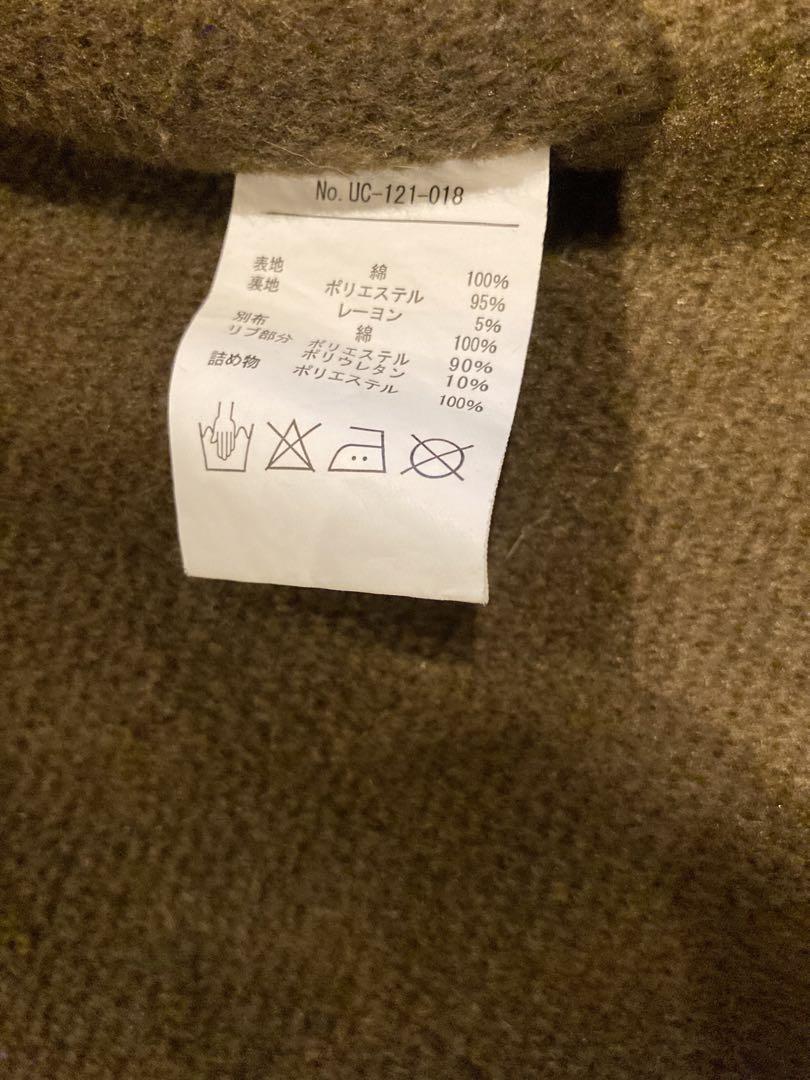 No. UC-121-018
表地 綿 100%
裏地 ポリエステル 95%
レーヨン 5%
別布 綿 100%
リブ部分 ポリエステル 90%
ポリウレタン 10%
詰め物 ポリエステル 100%